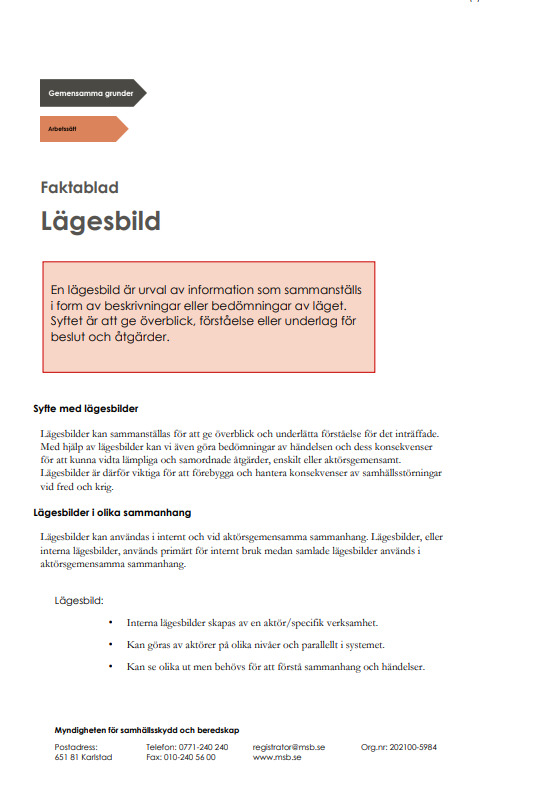 Gemensamma grunder
Arbetssätt
Faktablad
Lägesbild
En lägesbild är urval av information som sammanställs
i form av beskrivningar eller bedömningar av läget.
Syftet är att ge överblick, förståelse eller underlag för
beslut och åtgärder.
Syfte med lägesbilder
Lägesbilder kan sammanställas för att ge överblick och underlätta förståelse för det inträffade.
Med hjälp av lägesbilder kan vi även göra bedömningar av händelsen och dess konsekvenser
för att kunna vidta lämpliga och samordnade åtgärder, enskilt eller aktörsgemensamt.
Lägesbilder är därför viktiga för att förebygga och hantera konsekvenser av samhällsstörningar
vid fred och krig.
Lägesbilder i olika sammanhang
Lägesbilder kan användas i internt och vid aktörsgemensamma sammanhang. Lägesbilder, eller
interna lägesbilder, används primärt för internt bruk medan samlade lägesbilder används i
aktörsgemensamma sammanhang.
Lägesbild:
• Interna lägesbilder skapas av en aktör/specifik verksamhet.
• Kan göras av aktörer på olika nivåer och parallellt i systemet.
• Kan se olika ut men behövs för att förstå sammanhang och händelser.
Myndigheten för samhällsskydd och beredskap
Postadress: Telefon: 0771-240 240 registrator@msb.se Org.nr: 202100-5984
651 81 Karlstad Fax: 010-240 56 00 www.msb.se